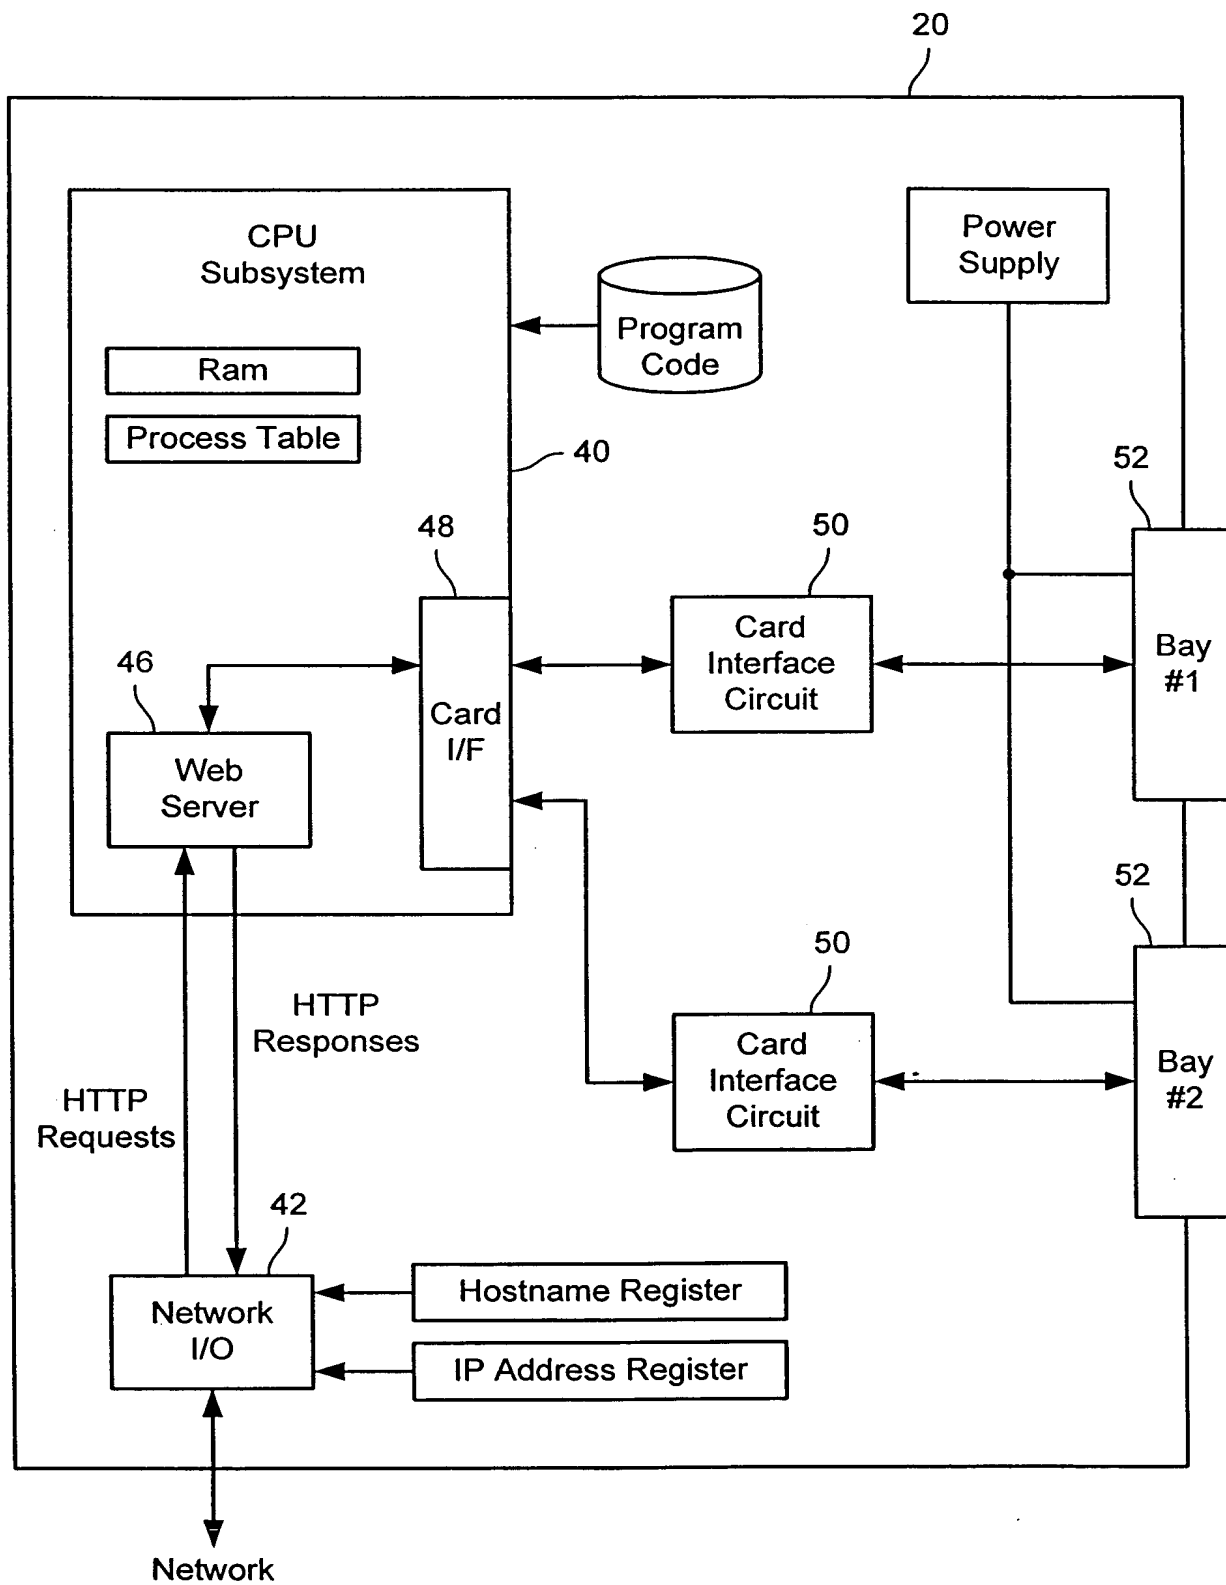 20
CPU
Subsystem
Power
Supply
Program
Code
Ram
Process Table
40
52
48
50
Card
Interface
Circuit
Bay
#1
46
Card
I/F
Web
Server
52
50
HTTP
Responses
Card
Interface
Circuit
Bay
#2
HTTP
Requests
42
Hostname Register
Network
I/O
IP Address Register
Network